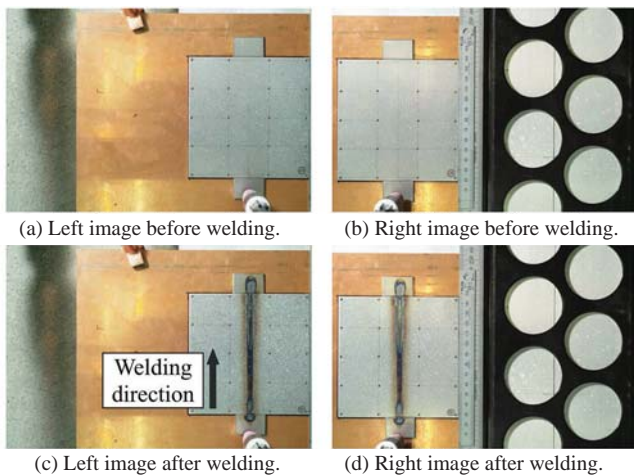 (a) Left image before welding.
(b) Right image before welding.
Welding
direction
(c) Left image after welding.
(d) Right image after welding.